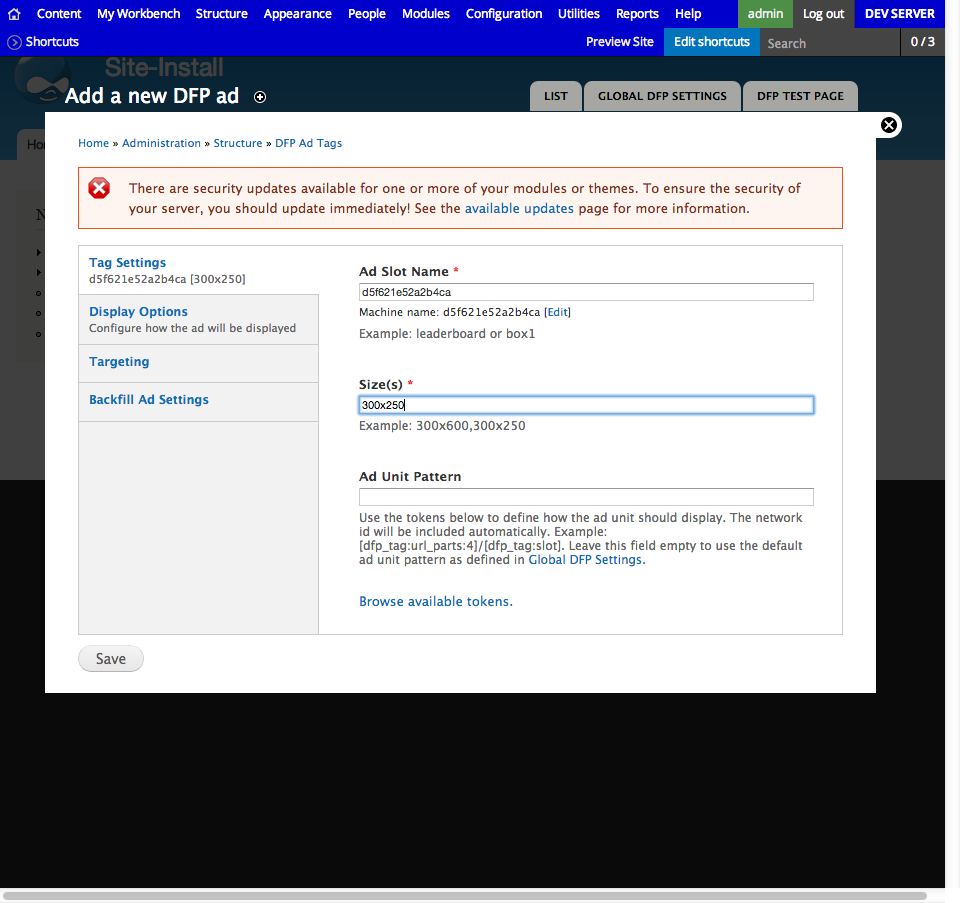 Content My Workbench Structure Appearance People Modules Configuration Utilities Reports Help admin Log out DEV SERVER
Shortcuts Preview Site Edit shortcuts Search 0 / 3
Site-Install
Add a new DFP ad LIST GLOBAL DFP SETTINGS DFP TEST PAGE
Home » Administration » Structure » DFP Ad Tags
There are security updates available for one or more of your modules or themes. To ensure the security of
your server, you should update immediately! See the available updates page for more information.
Tag Settings
d5f621e52a2b4ca [300x250]
Display Options
Configure how the ad will be displayed
Targeting
Backfill Ad Settings
Ad Slot Name *
d5f621e52a2b4ca
Machine name: d5f621e52a2b4ca [Edit]
Example: leaderboard or box1
Size(s) *
300x250
Example: 300x600,300x250
Ad Unit Pattern
Use the tokens below to define how the ad unit should display. The network
id will be included automatically. Example:
[dfp_tag:url_parts:4]/[dfp_tag:slot]. Leave this field empty to use the default
ad unit pattern as defined in Global DFP Settings.
Browse available tokens.
Save